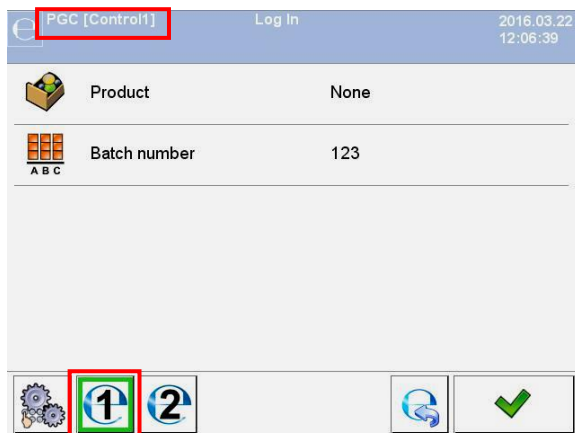 PGC [Control1] Log In 2016.03.22
12:06:39
Product None
Batch number 123
A B C
1 2